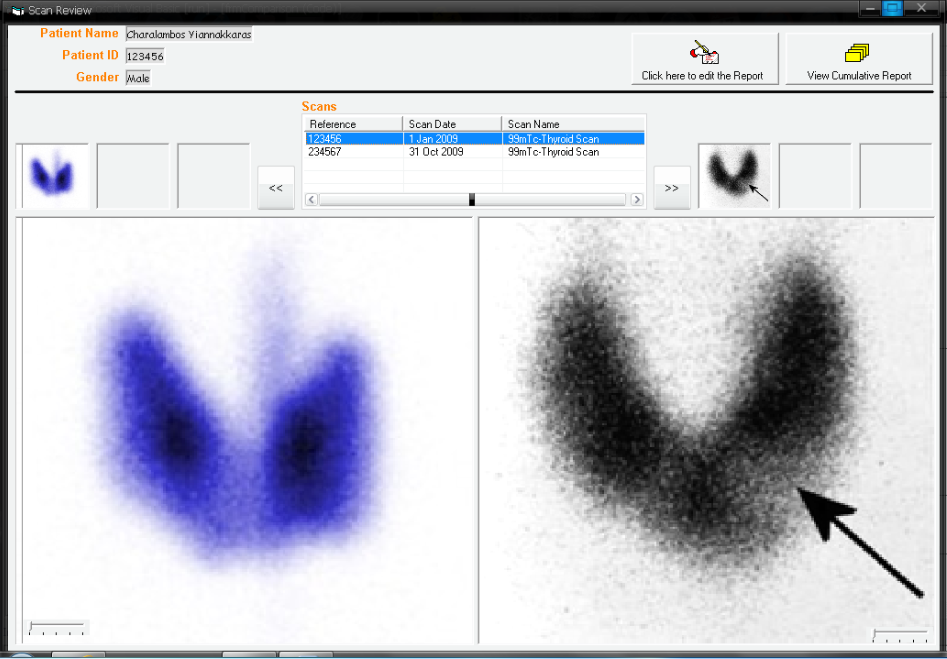 Scan Review
Patient Name Charalambos Yiannakkaras
Patient ID 123456
Gender Male
Click here to edit the Report
View Cumulative Report
Scans
Reference Scan Date Scan Name
123456 1 Jan 2009 99mTc-Thyroid Scan
234567 31 Oct 2009 99mTc-Thyroid Scan
<< >>